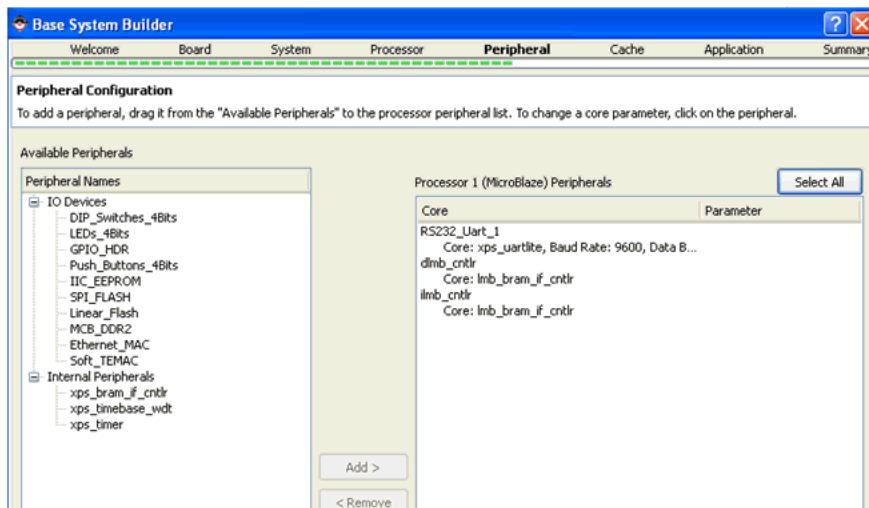 Base System Builder
Welcome Board System Processor Peripheral Cache Application Summary
Peripheral Configuration
To add a peripheral, drag it from the "Available Peripherals" to the processor peripheral list. To change a core parameter, click on the peripheral.
Available Peripherals
Peripheral Names
IO Devices
DIP_Switches_4Bits
LEDs_4Bits
GPIO_HDR
Push_Buttons_4Bits
IIC_EEPROM
SPI_FLASH
Linear_Flash
MCB_DDR2
Ethernet_MAC
Soft_TEMAC
Internal Peripherals
xps_bram_if_cntlr
xps_timebase_wdt
xps_timer
Add >
< Remove
Processor 1 (MicroBlaze) Peripherals
Select All
Core Parameter
RS232_Uart_1
Core: xps_uartlite, Baud Rate: 9600, Data B...
dlmb_cntlr
Core: lmb_bram_if_cntlr
ilmb_cntlr
Core: lmb_bram_if_cntlr